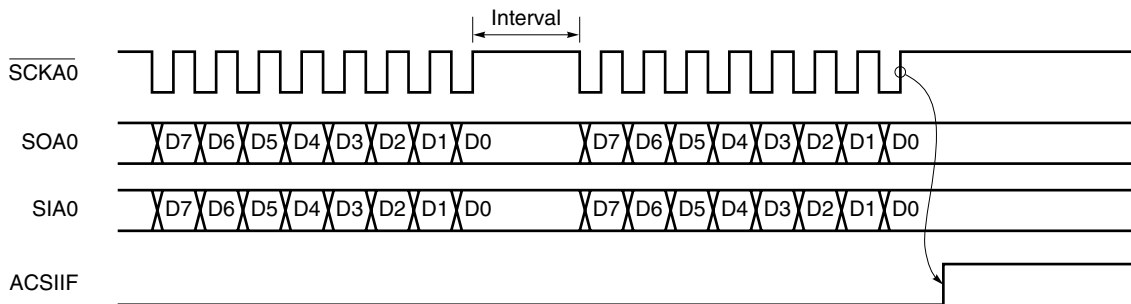 Interval
SCKA0
SOA0 D7 D6 D5 D4 D3 D2 D1 D0 D7 D6 D5 D4 D3 D2 D1 D0
SIA0 D7 D6 D5 D4 D3 D2 D1 D0 D7 D6 D5 D4 D3 D2 D1 D0
ACSIIF